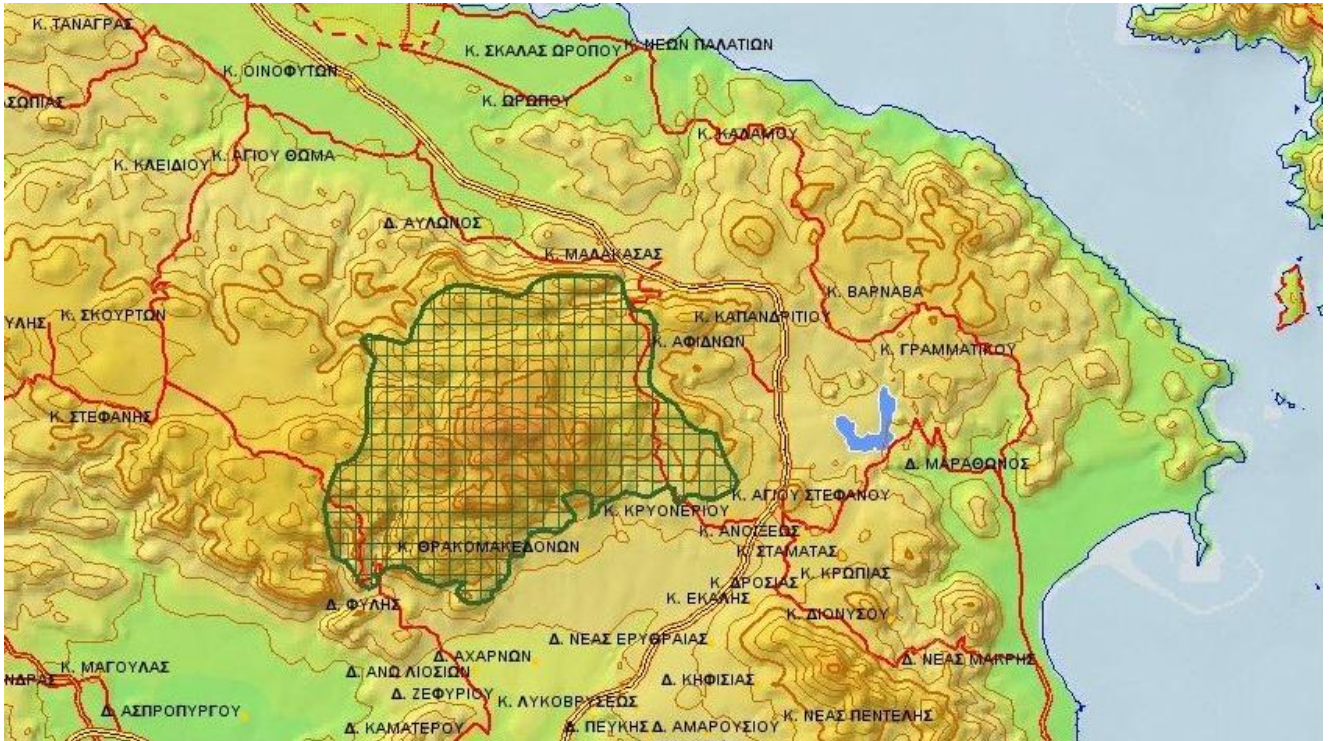 Κ. ΤΑΝΑΓΡΑΣ
Κ. ΣΚΑΛΑΣ ΩΡΟΠΟΥ
Κ. ΝΕΩΝ ΠΑΛΑΤΙΩΝ
Κ. ΟΙΝΟΦΥΤΩΝ
ΣΩΠΙΑΣ
Κ. ΩΡΩΠΟΥ
Κ. ΚΑΛΑΜΟΥ
Κ. ΚΛΕΙΔΙΟΥ
Κ. ΑΓΙΟΥ ΘΩΜΑ
Δ. ΑΥΛΩΝΟΣ
Κ. ΜΑΛΑΚΑΣΑΣ
Κ. ΒΑΡΝΑΒΑ
ΥΛΗΣ
Κ. ΣΚΟΥΡΤΩΝ
Κ. ΚΑΠΑΝΔΡΙΤΙΟΥ
Κ. ΑΦΙΔΝΩΝ
Κ. ΓΡΑΜΜΑΤΙΚΟΥ
Κ. ΣΤΕΦΑΝΗΣ
Δ. ΜΑΡΑΘΩΝΟΣ
Κ. ΑΓΙΟΥ ΣΤΕΦΑΝΟΥ
Κ. ΚΡΥΟΝΕΡΙΟΥ
Κ. ΑΝΟΙΞΕΩΣ
Κ. ΘΡΑΚΟΜΑΚΕΔΟΝΩΝ
Κ. ΣΤΑΜΑΤΑΣ
Κ. ΔΡΟΣΙΑΣ
Κ. ΚΡΩΠΙΑΣ
Κ. ΕΚΑΛΗΣ
Δ. ΦΥΛΗΣ
Κ. ΔΙΟΝΥΣΟΥ
Δ. ΝΕΑΣ ΕΡΥΘΡΑΙΑΣ
Δ. ΑΧΑΡΝΩΝ
Δ. ΝΕΑΣ ΜΑΚΡΗΣ
Κ. ΜΑΓΟΥΛΑΣ
Δ. ΑΝΩ ΛΙΟΣΙΩΝ
ΝΔΡΑΣ
Δ. ΚΗΦΙΣΙΑΣ
Δ. ΖΕΦΥΡΙΟΥ
Κ. ΛΥΚΟΒΡΥΣΕΩΣ
Δ. ΑΣΠΡΟΠΥΡΓΟΥ
Κ. ΝΕΑΣ ΠΕΝΤΕΛΗΣ
Δ. ΚΑΜΑΤΕΡΟΥ
Δ. ΠΕΥΚΗΣ
Δ. ΑΜΑΡΟΥΣΙΟΥ